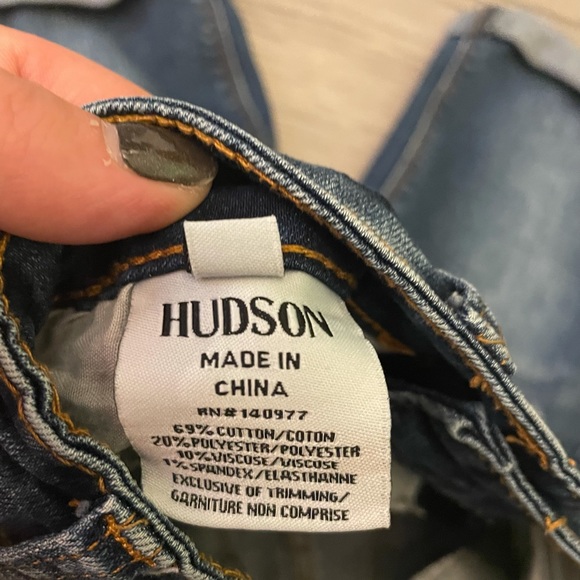 HUDSON
MADE IN
CHINA
RN# 140977
69% COTTON/COTON
20% POLYESTER/POLYESTER
10% VISCOSE/VISCOSE
1% SPANDEX/ELASTHANNE
EXCLUSIVE OF TRIMMING/
GARNITURE NON COMPRISE